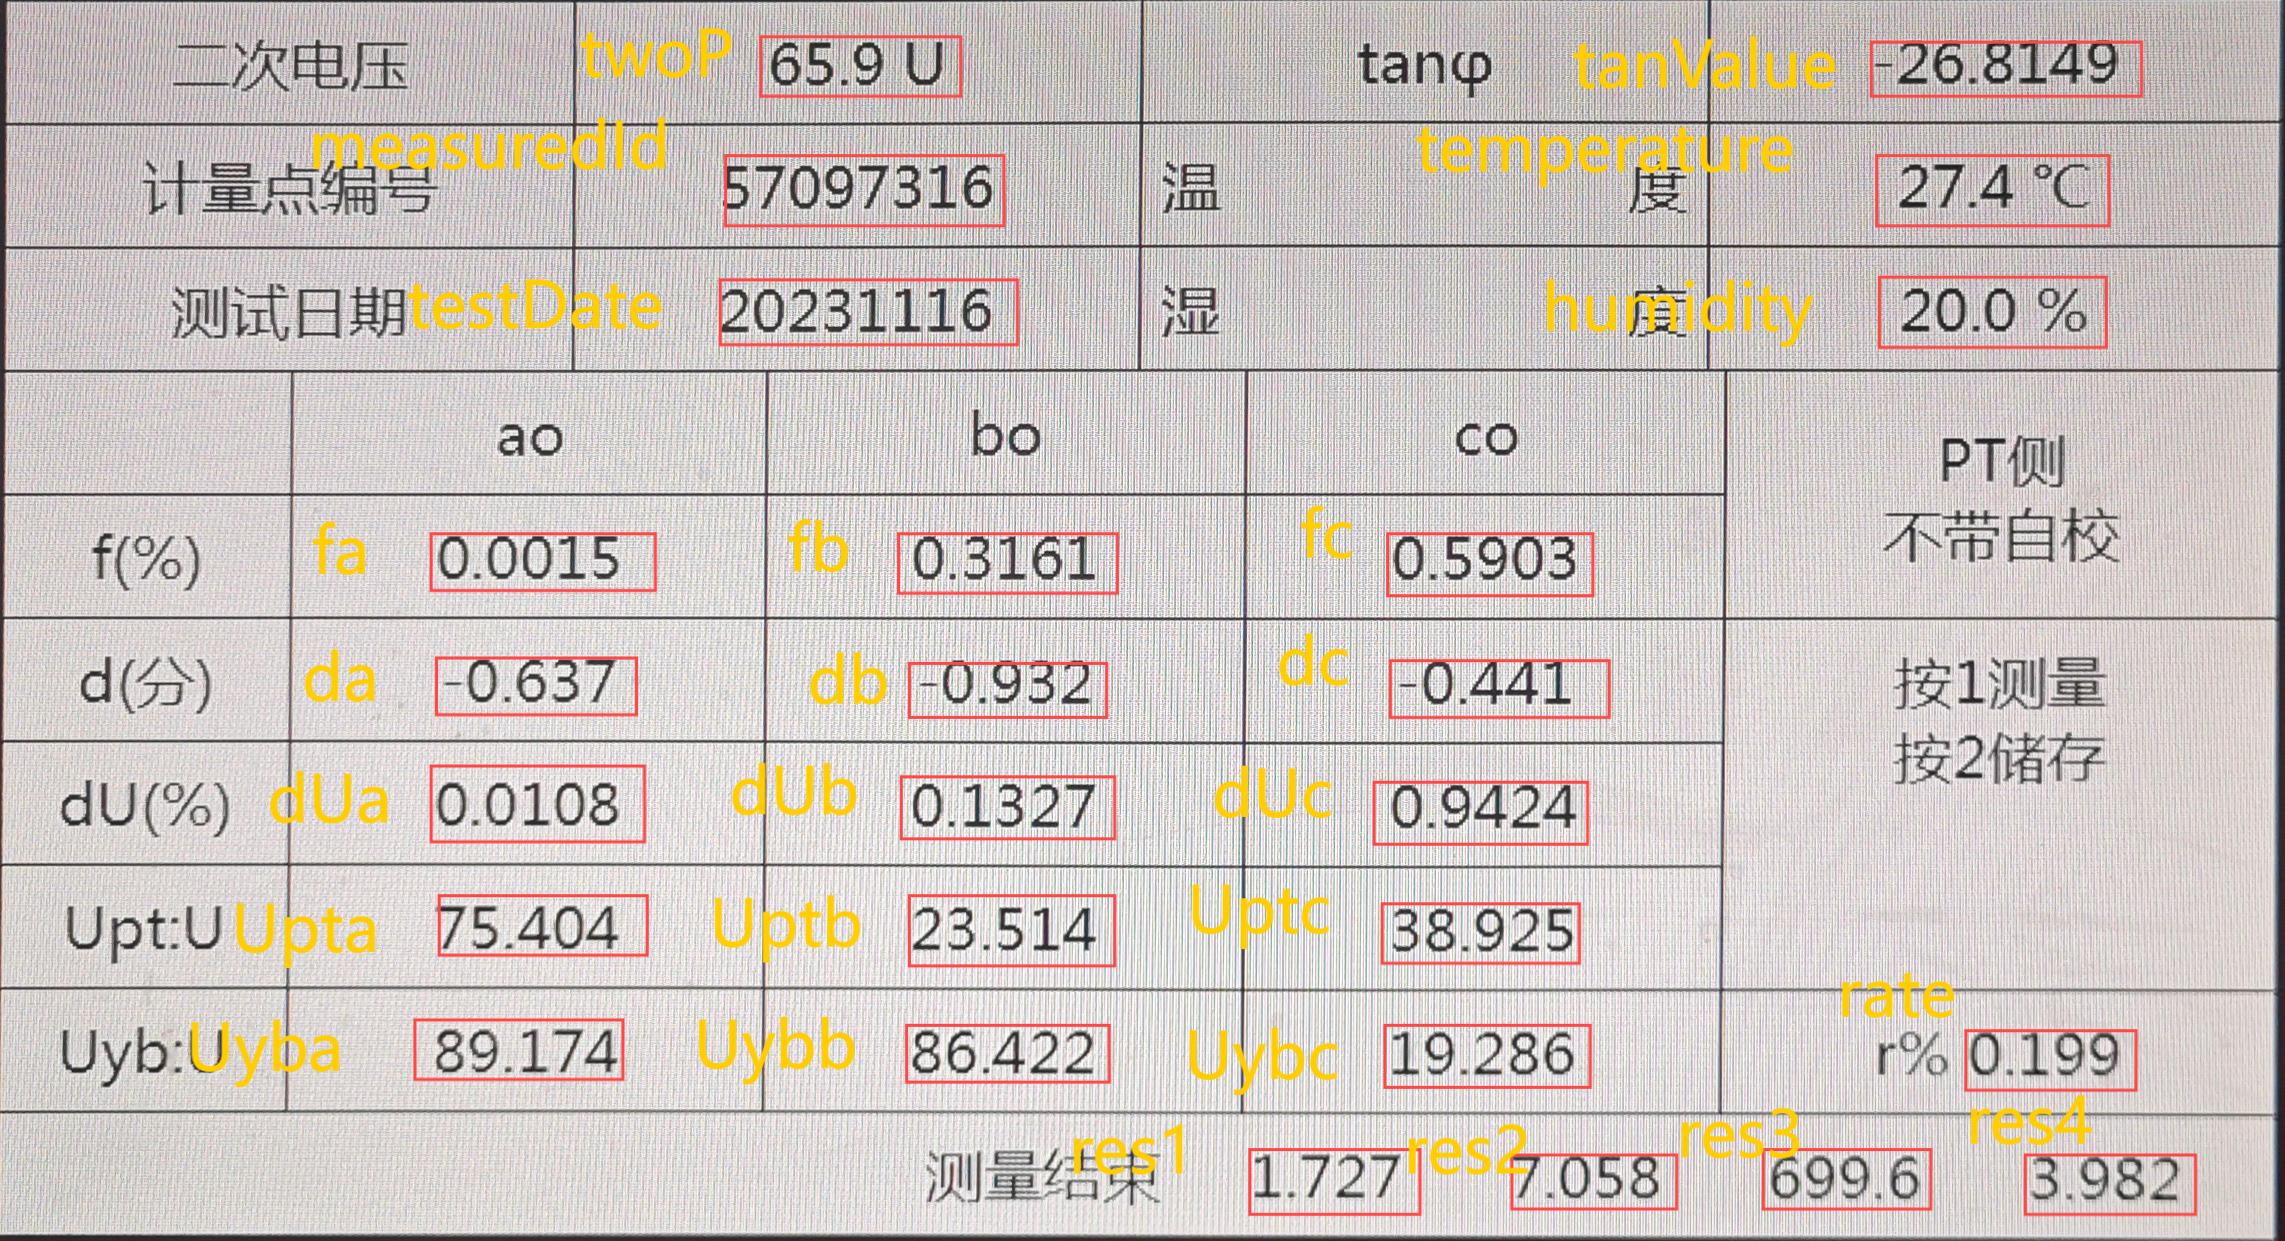 二次电压 twoP 65.9 U tanφ tanValue -26.8149
计量点编号 measuredId 57097316 温度 temperature 27.4 ℃
测试日期 testDate 20231116 湿度 humidity 20.0 %
ao bo co PT侧
不带自校
f(%) fa 0.0015 fb 0.3161 fc 0.5903
d(分) da -0.637 db -0.932 dc -0.441 按1测量
按2储存
dU(%) dUa 0.0108 dUb 0.1327 dUc 0.9424
Upt:U Upta 75.404 Uptb 23.514 Uptc 38.925
Uyb:U Uyba 89.174 Uybb 86.422 Uybc 19.286 rate r% 0.199
测量结束 res1 1.727 res2 7.058 res3 699.6 res4 3.982